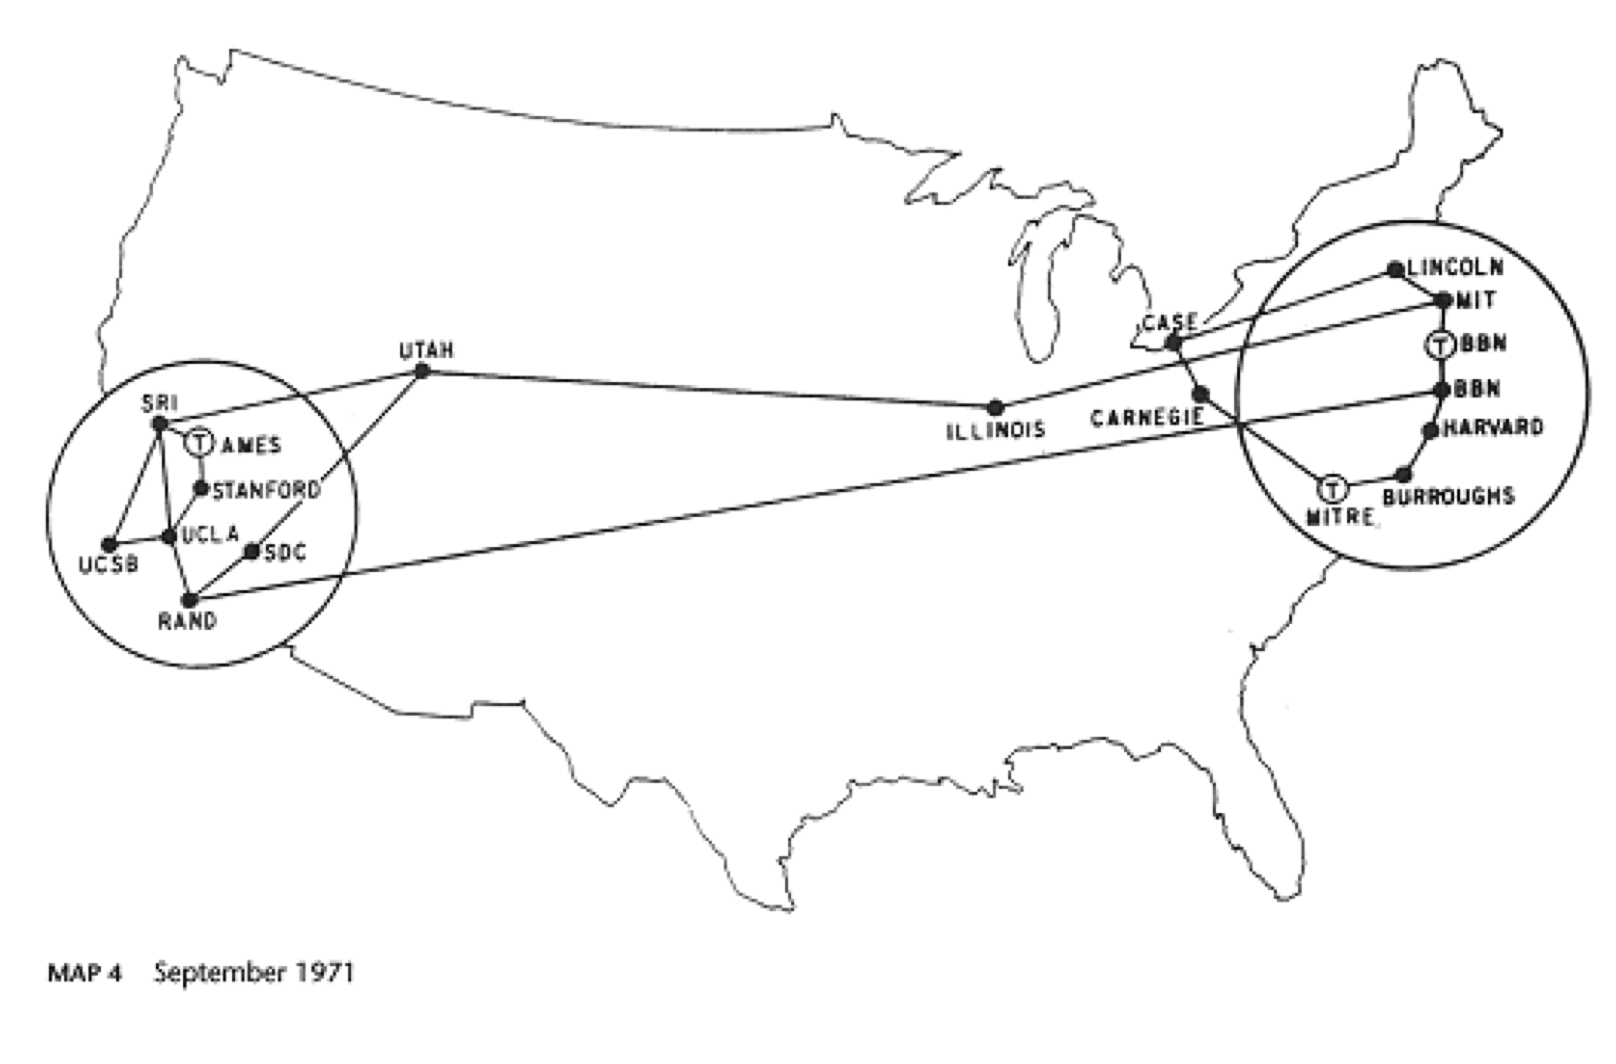 LINCOLN
MIT
CASE
T BBN
UTAH
BBN
SRI
CARNEGIE
ILLINOIS
HARVARD
T AMES
STANFORD
T
BURROUGHS
MITRE
UCLA
SDC
UCSB
RAND
MAP 4 September 1971